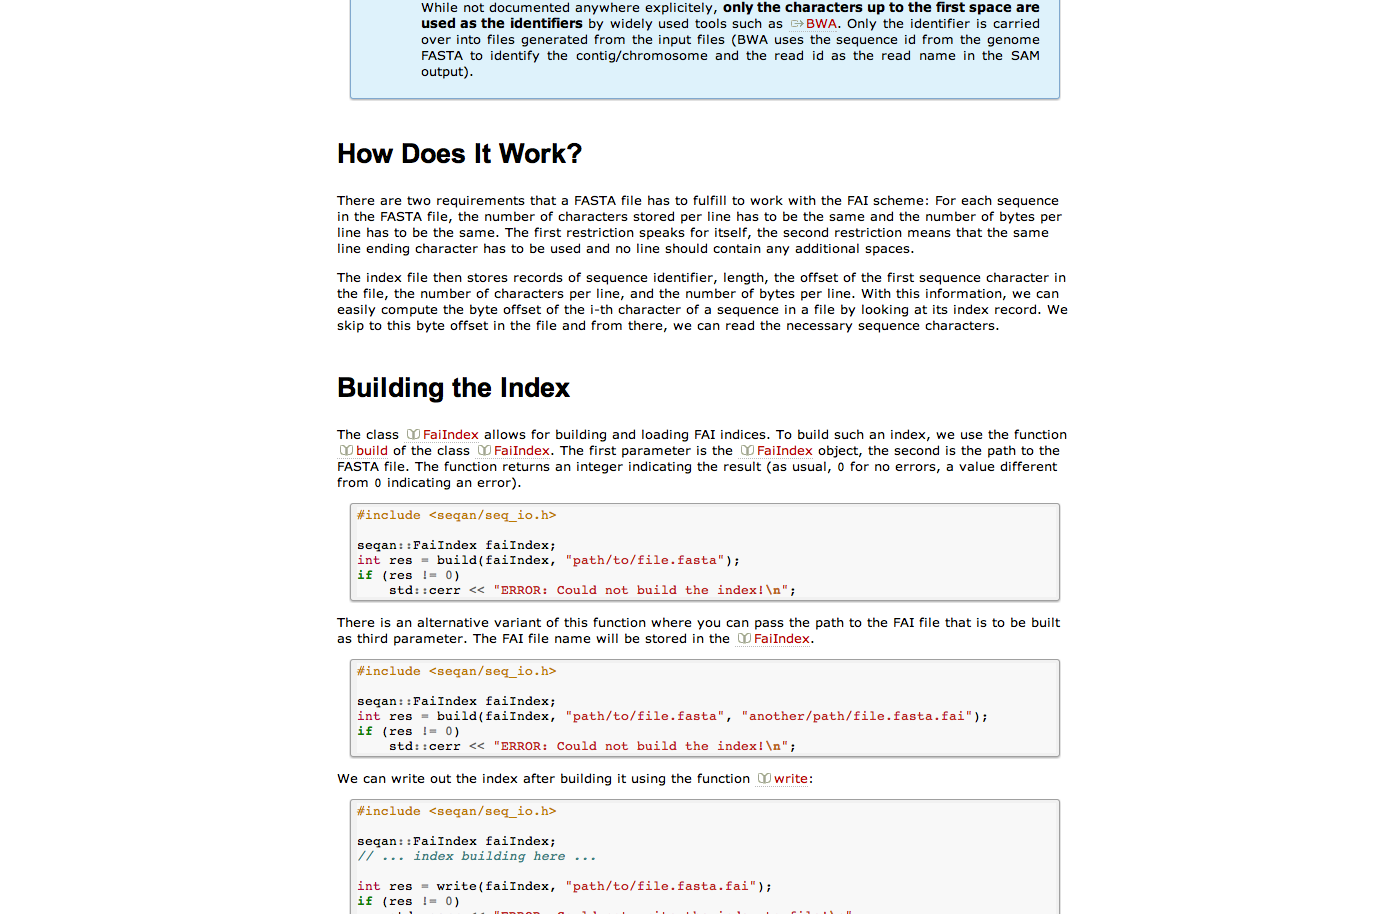 While not documented anywhere explicitely, only the characters up to the first space are
used as the identifiers by widely used tools such as BWA. Only the identifier is carried
over into files generated from the input files (BWA uses the sequence id from the genome
FASTA to identify the contig/chromosome and the read id as the read name in the SAM
output).
How Does It Work?
There are two requirements that a FASTA file has to fulfill to work with the FAI scheme: For each sequence
in the FASTA file, the number of characters stored per line has to be the same and the number of bytes per
line has to be the same. The first restriction speaks for itself, the second restriction means that the same
line ending character has to be used and no line should contain any additional spaces.
The index file then stores records of sequence identifier, length, the offset of the first sequence character in
the file, the number of characters per line, and the number of bytes per line. With this information, we can
easily compute the byte offset of the i-th character of a sequence in a file by looking at its index record. We
skip to this byte offset in the file and from there, we can read the necessary sequence characters.
Building the Index
The class FaiIndex allows for building and loading FAI indices. To build such an index, we use the function
build of the class FaiIndex. The first parameter is the FaiIndex object, the second is the path to the
FASTA file. The function returns an integer indicating the result (as usual, 0 for no errors, a value different
from 0 indicating an error).
#include <seqan/seq_io.h>
seqan::FaiIndex faiIndex;
int res = build(faiIndex, "path/to/file.fasta");
if (res != 0)
std::cerr << "ERROR: Could not build the index!\n";
There is an alternative variant of this function where you can pass the path to the FAI file that is to be built
as third parameter. The FAI file name will be stored in the FaiIndex.
#include <seqan/seq_io.h>
seqan::FaiIndex faiIndex;
int res = build(faiIndex, "path/to/file.fasta", "another/path/file.fasta.fai");
if (res != 0)
std::cerr << "ERROR: Could not build the index!\n";
We can write out the index after building it using the function write:
#include <seqan/seq_io.h>
seqan::FaiIndex faiIndex;
// ... index building here ...
int res = write(faiIndex, "path/to/file.fasta.fai");
if (res != 0)